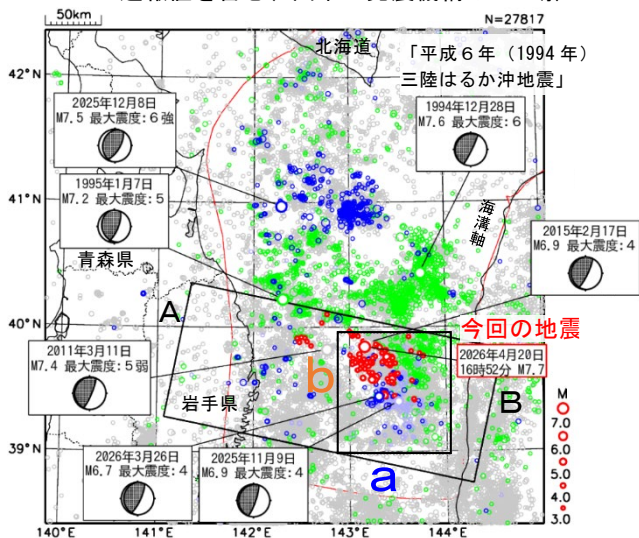 50km
N=27817
42°N
41°N
40°N
39°N
140°E
141°E
142°E
143°E
144°E
北海道
「平成6年（1994年）
三陸はるか沖地震」
2025年12月8日
M7.5 最大震度:6強
1994年12月28日
M7.6 最大震度:6
1995年1月7日
M7.2 最大震度:5
海溝軸
2015年2月17日
M6.9 最大震度:4
青森県
A
今回の地震
2026年4月20日
16時52分 M7.7
2011年3月11日
M7.4 最大震度:5弱
b
岩手県
B
M
7.0
6.0
5.0
4.0
3.0
2026年3月26日
M6.7 最大震度:4
2025年11月9日
M6.9 最大震度:4
a